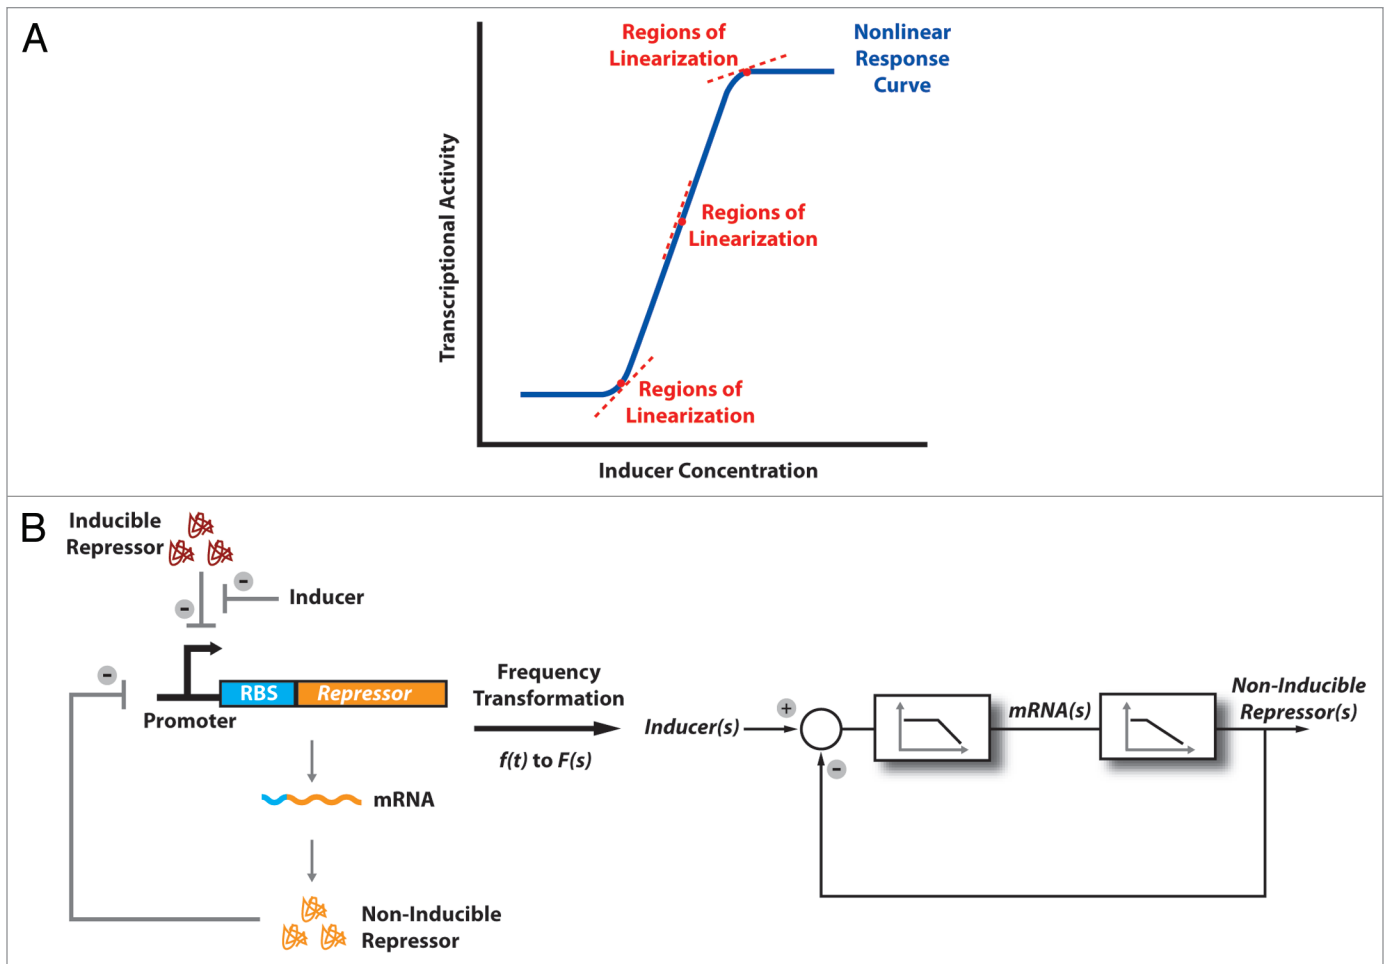 A
Regions of
Linearization
Nonlinear
Response
Curve
Transcriptional Activity
Regions of
Linearization
Regions of
Linearization
Inducer Concentration
B
Inducible
Repressor
-
-
Inducer
-
RBS
Repressor
Promoter
mRNA
Non-Inducible
Repressor
Frequency
Transformation
f(t) to F(s)
Inducer(s)
+
-
mRNA(s)
Non-Inducible
Repressor(s)